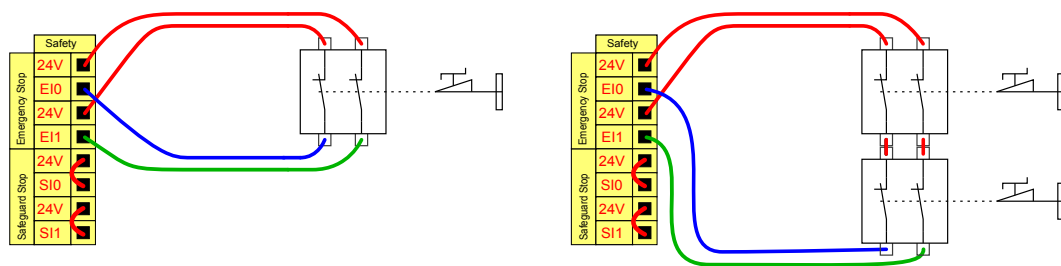 Safety
Emergency Stop
24V
EI0
24V
EI1
Safeguard Stop
24V
SI0
24V
SI1
Safety
Emergency Stop
24V
EI0
24V
EI1
Safeguard Stop
24V
SI0
24V
SI1